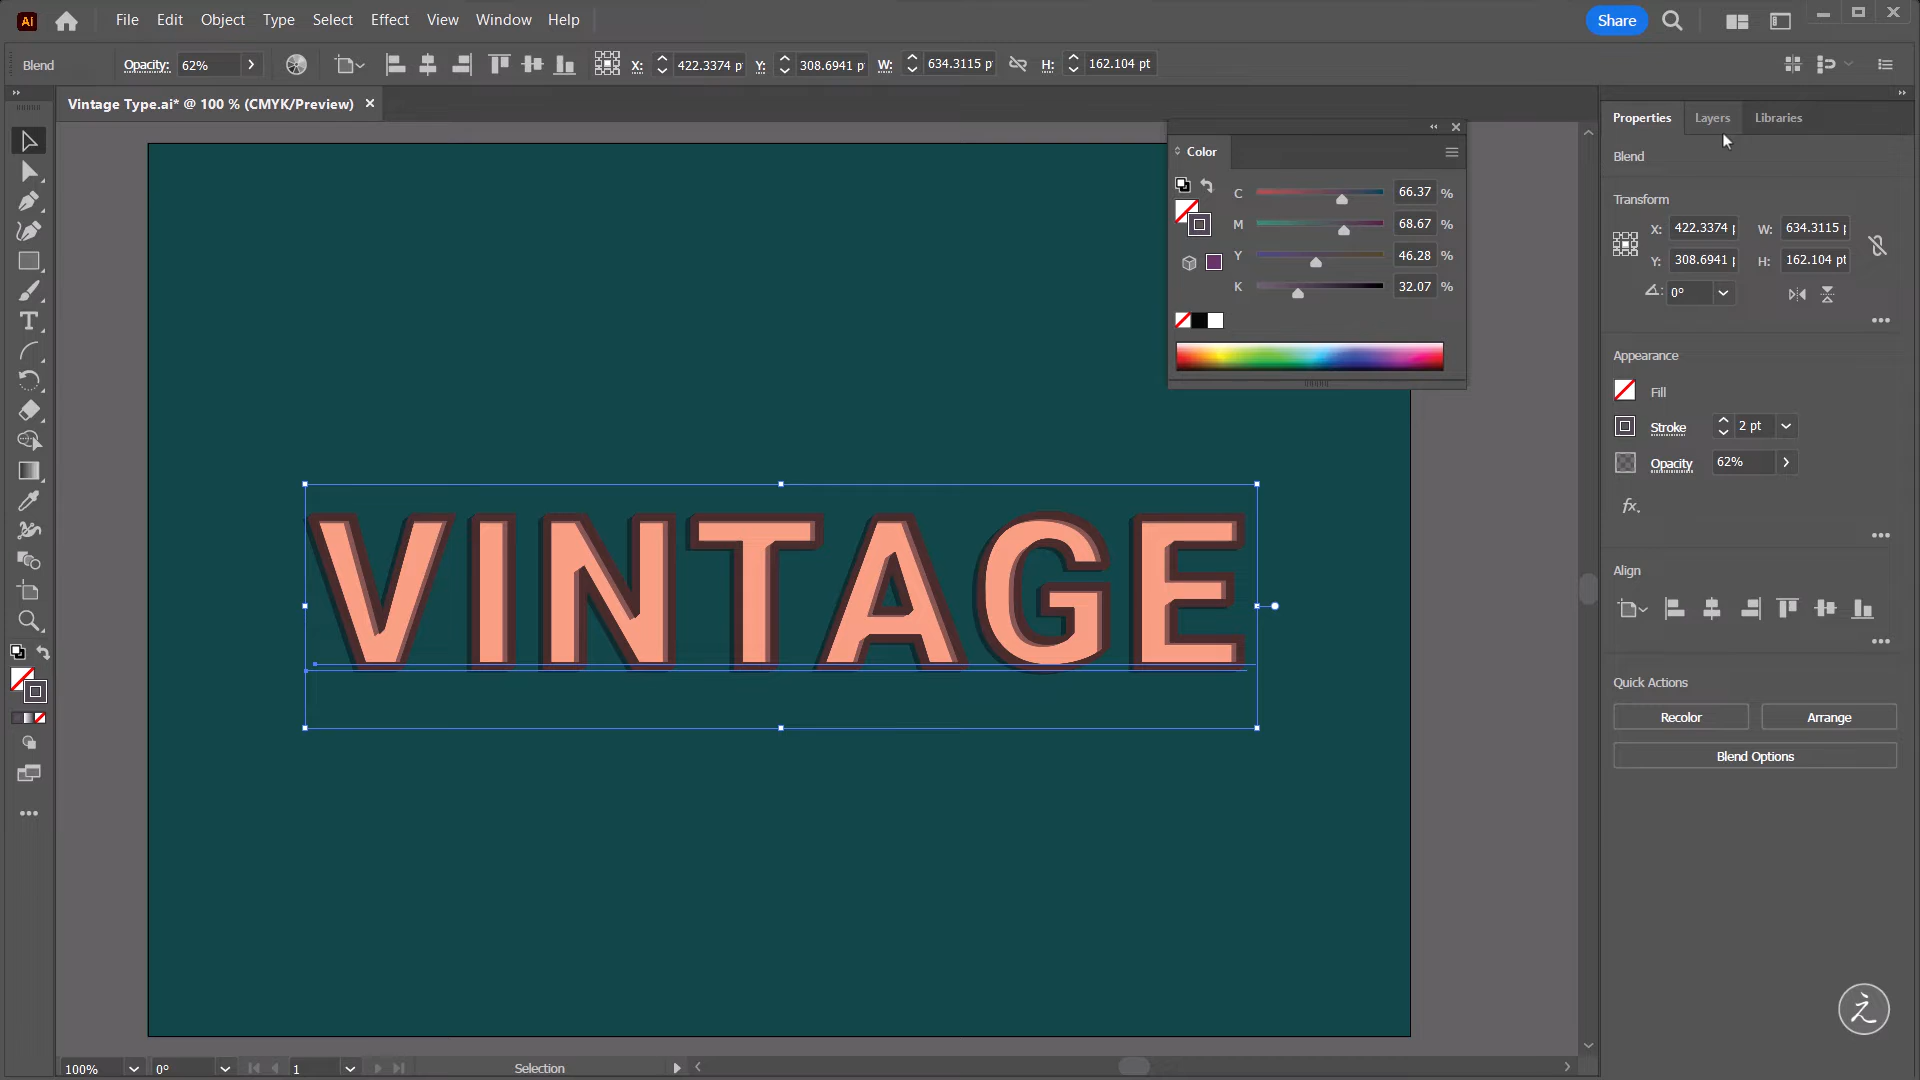 Ai File Edit Object Type Select Effect View Window Help Share
Blend Opacity: 62% X: 422.3374 p Y: 308.6941 p W: 634.3115 p H: 162.104 pt
Vintage Type.ai* @ 100 % (CMYK/Preview)
Properties Layers Libraries
Blend
Transform
X: 422.3374 W: 634.3115
Y: 308.6941 H: 162.104 pt
0°
Appearance
Fill
Stroke 2 pt
Opacity 62%
fx.
Align
Quick Actions
Recolor Arrange
Blend Options
Color
C 66.37 %
M 68.67 %
Y 46.28 %
K 32.07 %
VINTAGE
T
100% 0° 1 Selection